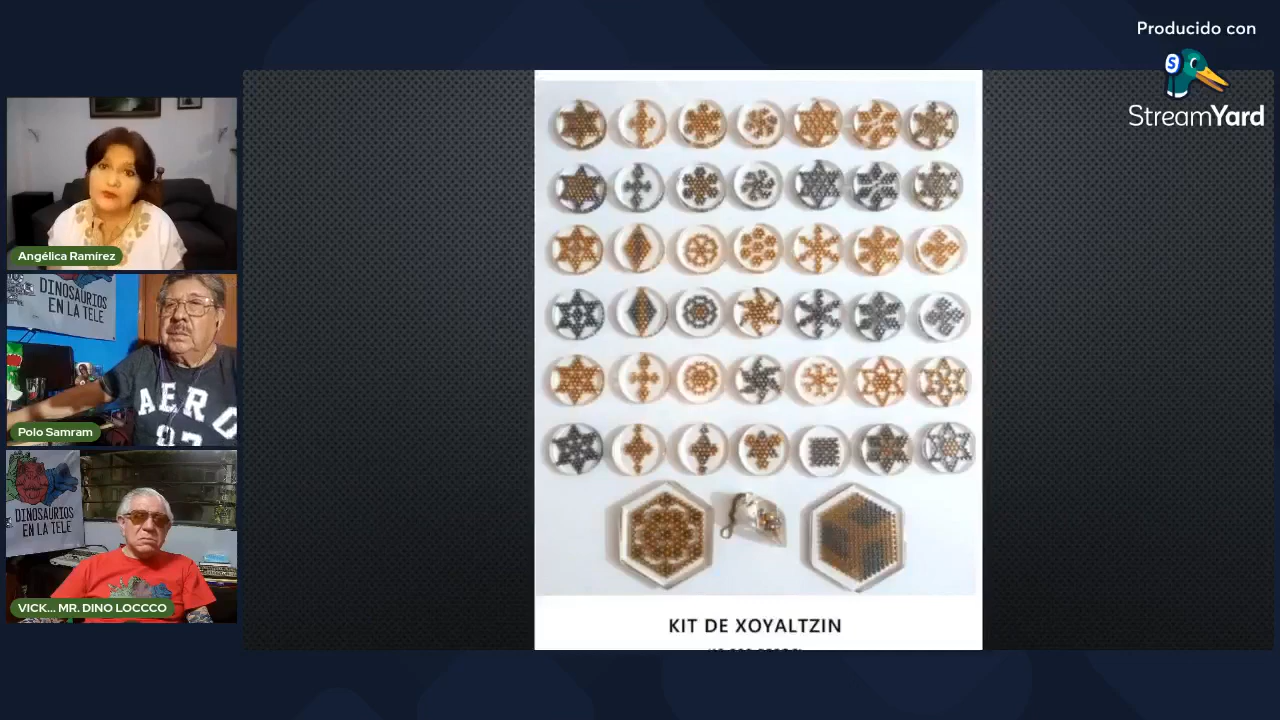 Producido con
StreamYard
Angélica Ramírez
DINOSAURIOS
EN LA TELE
AERO
87
Polo Samram
DINOSAURIOS
EN LA TELE
VICK... MR. DINO LOCCCO
KIT DE XOYALTZIN